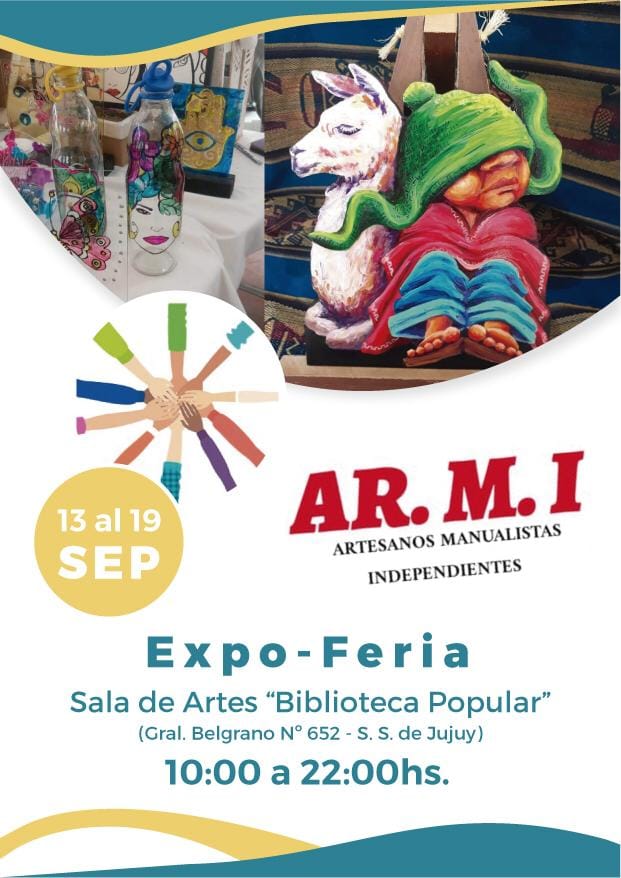 13 al 19
SEP
AR. M. I
ARTESANOS MANUALISTAS
INDEPENDIENTES
Expo-Feria
Sala de Artes “Biblioteca Popular”
(Gral. Belgrano Nº 652 - S. S. de Jujuy)
10:00 a 22:00hs.